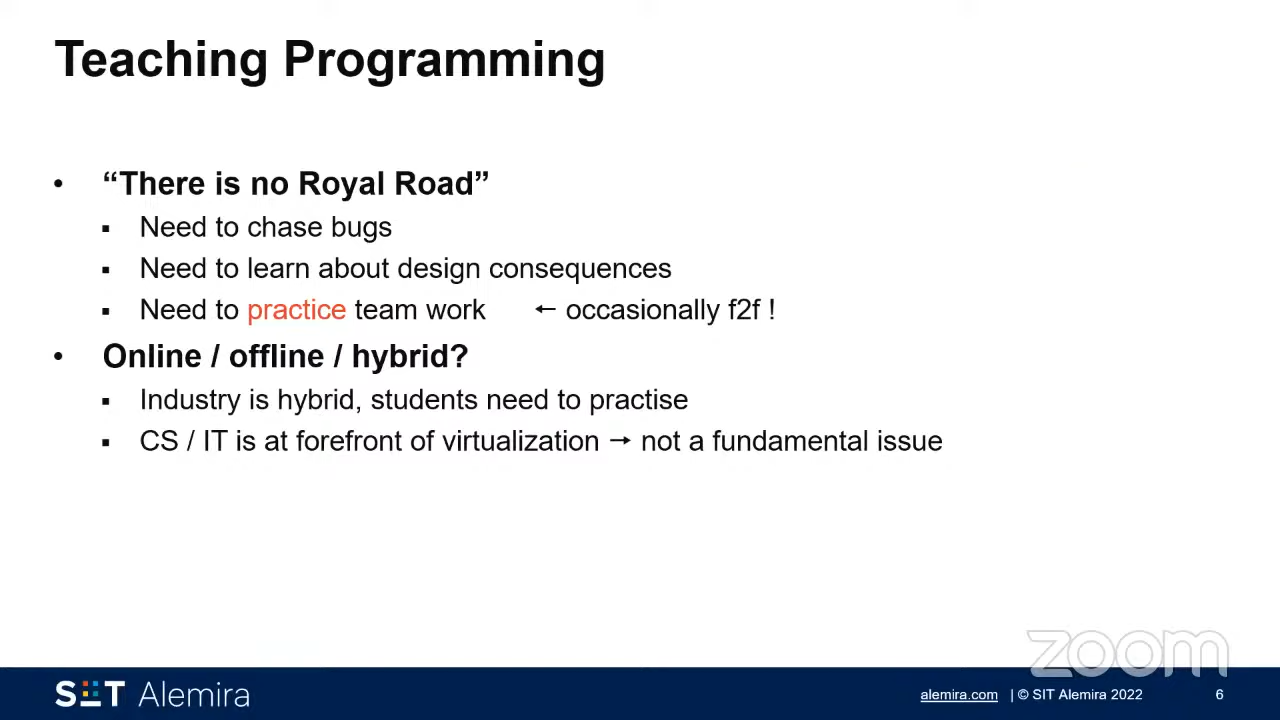 Teaching Programming
• “There is no Royal Road”
▪ Need to chase bugs
▪ Need to learn about design consequences
▪ Need to practice team work ← occasionally f2f !
• Online / offline / hybrid?
▪ Industry is hybrid, students need to practise
▪ CS / IT is at forefront of virtualization → not a fundamental issue
zoom
SIT Alemira
alemira.com | © SIT Alemira 2022 6